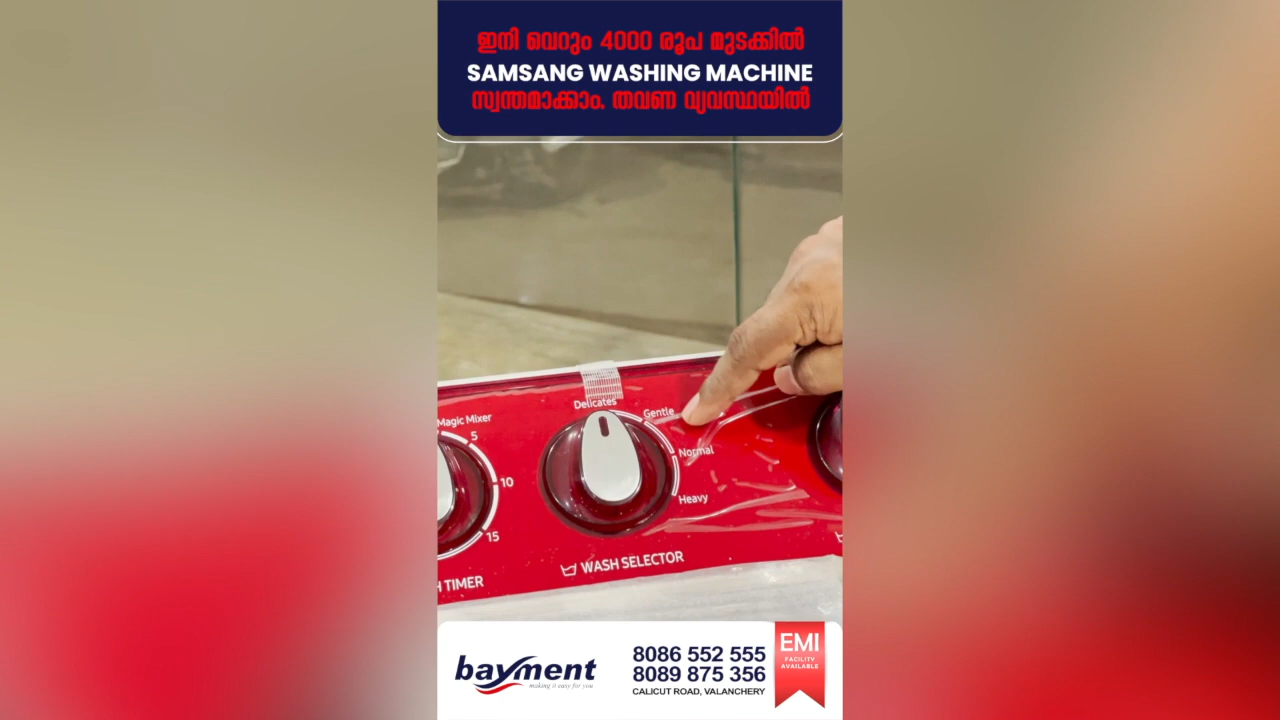 ഇനി വെറും 4000 രൂപ മുടക്കിൽ
SAMSANG WASHING MACHINE
സ്വന്തമാക്കാം. തവണ വ്യവസ്ഥയിൽ
Delicates
Gentle
Magic Mixer
5
Normal
10
Heavy
15
WASH SELECTOR
H TIMER
bayment
making it easy for you
8086 552 555
8089 875 356
CALICUT ROAD, VALANCHERY
EMI
FACILITY
AVAILABLE